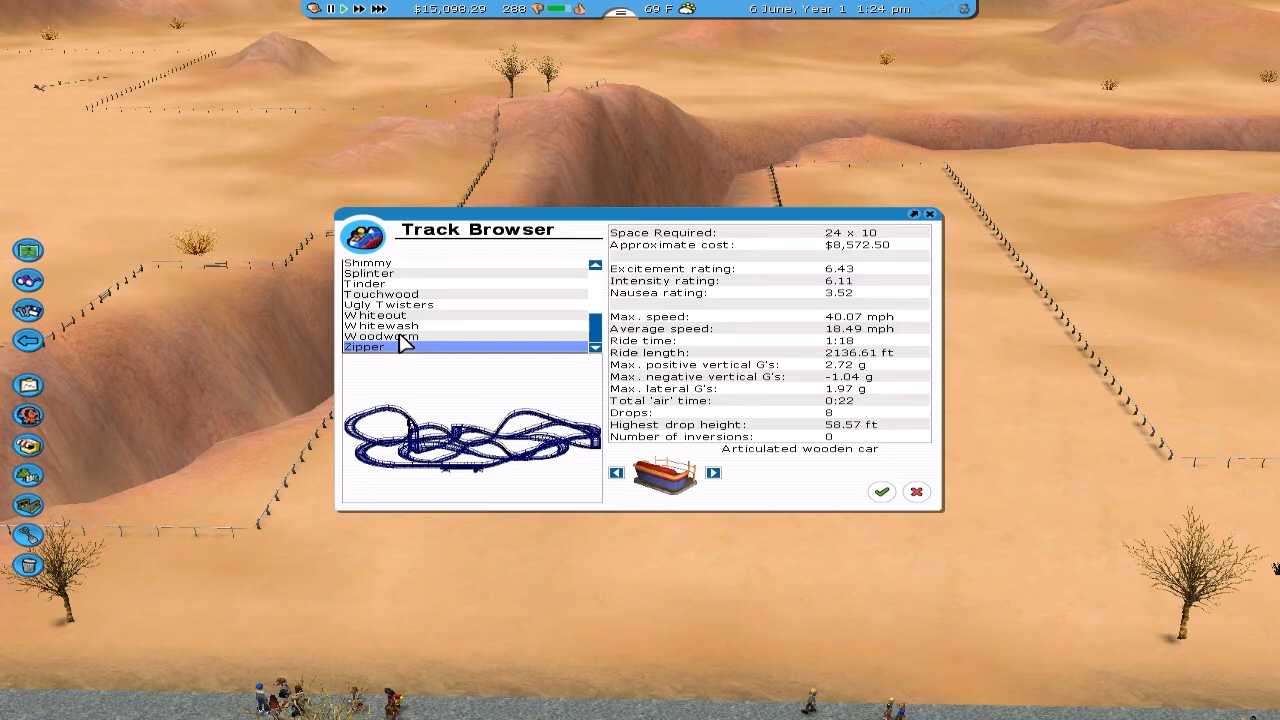 $15,098.29 288 69 F 6 June, Year 1 1:24 pm
Track Browser
Shimmy
Splinter
Tinder
Touchwood
Ugly Twisters
Whiteout
Whitewash
Woodworm
Zipper
Space Required: 24 x 10
Approximate cost: $8,572.50
Excitement rating: 6.43
Intensity rating: 6.11
Nausea rating: 3.52
Max. speed: 40.07 mph
Average speed: 18.49 mph
Ride time: 1:18
Ride length: 2136.61 ft
Max. positive vertical G's: 2.72 g
Max. negative vertical G's: -1.04 g
Max. lateral G's: 1.97 g
Total 'air' time: 0:22
Drops: 8
Highest drop height: 58.57 ft
Number of inversions: 0
Articulated wooden car